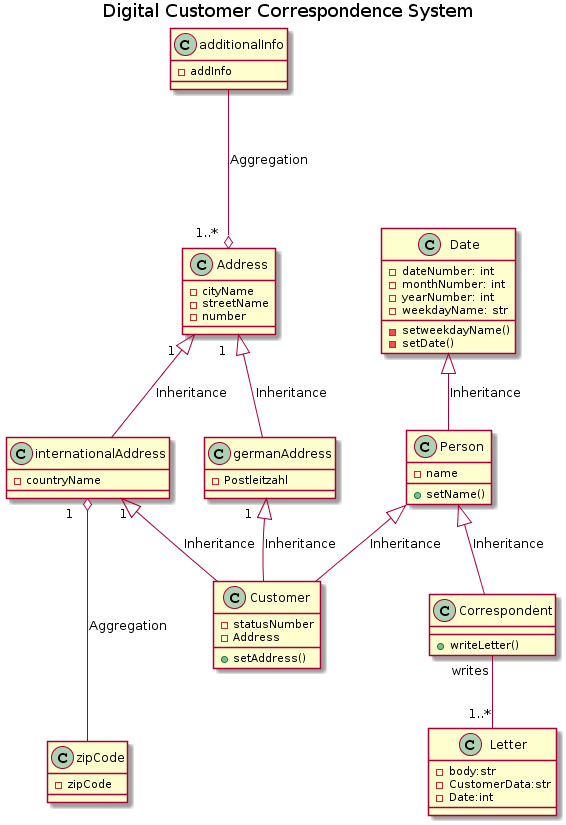 Digital Customer Correspondence System
C additionalInfo
addInfo
Aggregation
1..*
C Address
cityName
streetName
number
C Date
dateNumber: int
monthNumber: int
yearNumber: int
weekdayName: str
setweekdayName()
setDate()
1
1
Inheritance
Inheritance
Inheritance
C internationalAddress
countryName
C germanAddress
Postleitzahl
C Person
name
setName()
1
1
1
Inheritance
Inheritance
Inheritance
Inheritance
C Customer
statusNumber
Address
setAddress()
C Correspondent
writeLetter()
Aggregation
writes
1..*
C zipCode
zipCode
C Letter
body:str
CustomerData:str
Date:int